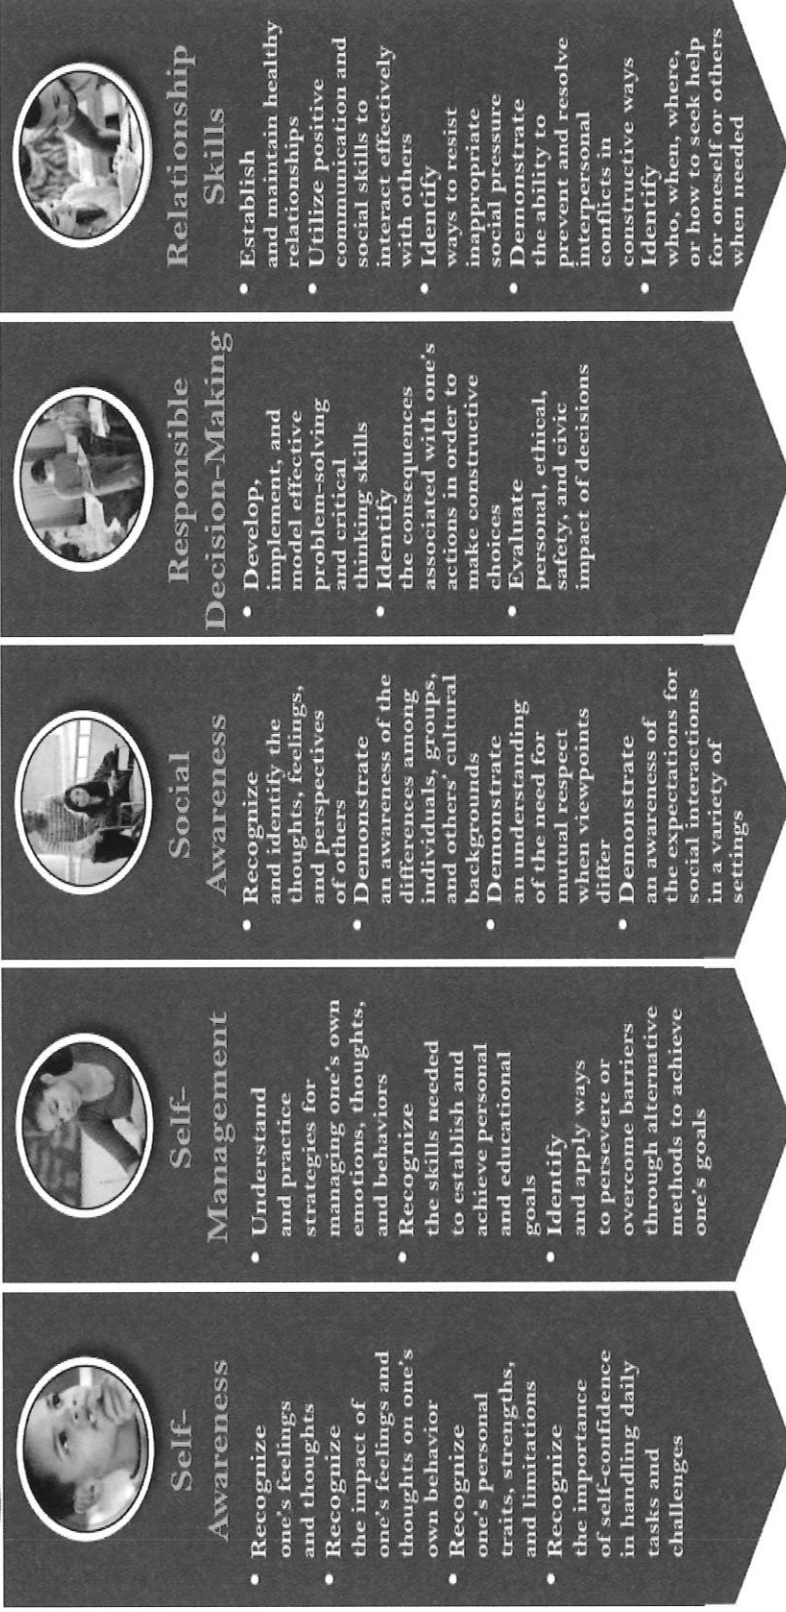 Self-
Awareness
• Recognize
one's feelings
and thoughts
• Recognize
the impact of
one's feelings and
thoughts on one's
own behavior
• Recognize
one's personal
traits, strengths,
and limitations
• Recognize
the importance
of self-confidence
in handling daily
tasks and
challenges
Self-
Management
• Understand
and practice
strategies for
managing one's own
emotions, thoughts,
and behaviors
• Recognize
the skills needed
to establish and
achieve personal
and educational
goals
• Identify
and apply ways
to persevere or
overcome barriers
through alternative
methods to achieve
one's goals
Social
Awareness
• Recognize
and identify the
thoughts, feelings,
and perspectives
of others
• Demonstrate
an awareness of the
differences among
individuals, groups,
and others' cultural
backgrounds
• Demonstrate
an understanding
of the need for
mutual respect
when viewpoints
differ
• Demonstrate
an awareness of
the expectations for
social interactions
in a variety of
settings
Responsible
Decision-Making
• Develop,
implement, and
model effective
problem-solving
and critical
thinking skills
• Identify
the consequences
associated with one's
actions in order to
make constructive
choices
• Evaluate
personal, ethical,
safety, and civic
impact of decisions
Relationship
Skills
• Establish
and maintain healthy
relationships
• Utilize positive
communication and
social skills to
interact effectively
with others
• Identify
ways to resist
inappropriate
social pressure
• Demonstrate
the ability to
prevent and resolve
interpersonal
conflicts in
constructive ways
• Identify
who, when, where,
or how to seek help
for oneself or others
when needed